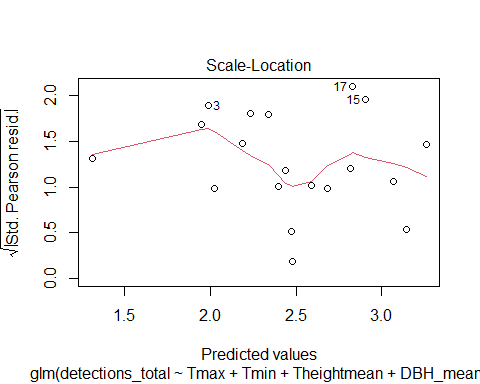 Scale-Location
√|Std. Pearson resid.|
2.0
1.5
1.0
0.5
0.0
17
15
3
1.5 2.0 2.5 3.0
Predicted values
glm(detections_total ~ Tmax + Tmin + Theightmean + DBH_mean